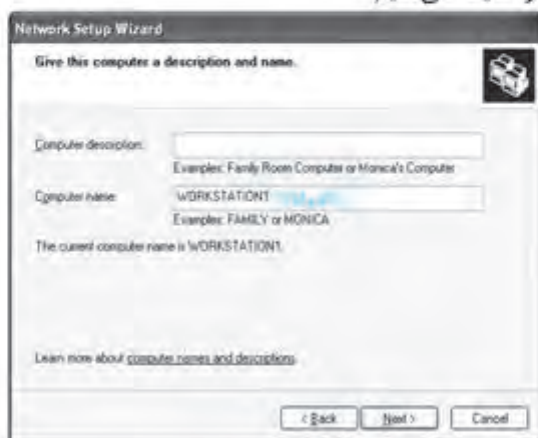 Network Setup Wizard
Give this computer a description and name.
Computer description:
Examples: Family Room Computer or Monica's Computer
Computer name:
WORKSTATION1
Examples: FAMILY or MONICA
The current computer name is WORKSTATION1.
Learn more about computer names and descriptions.
< Back
Next >
Cancel